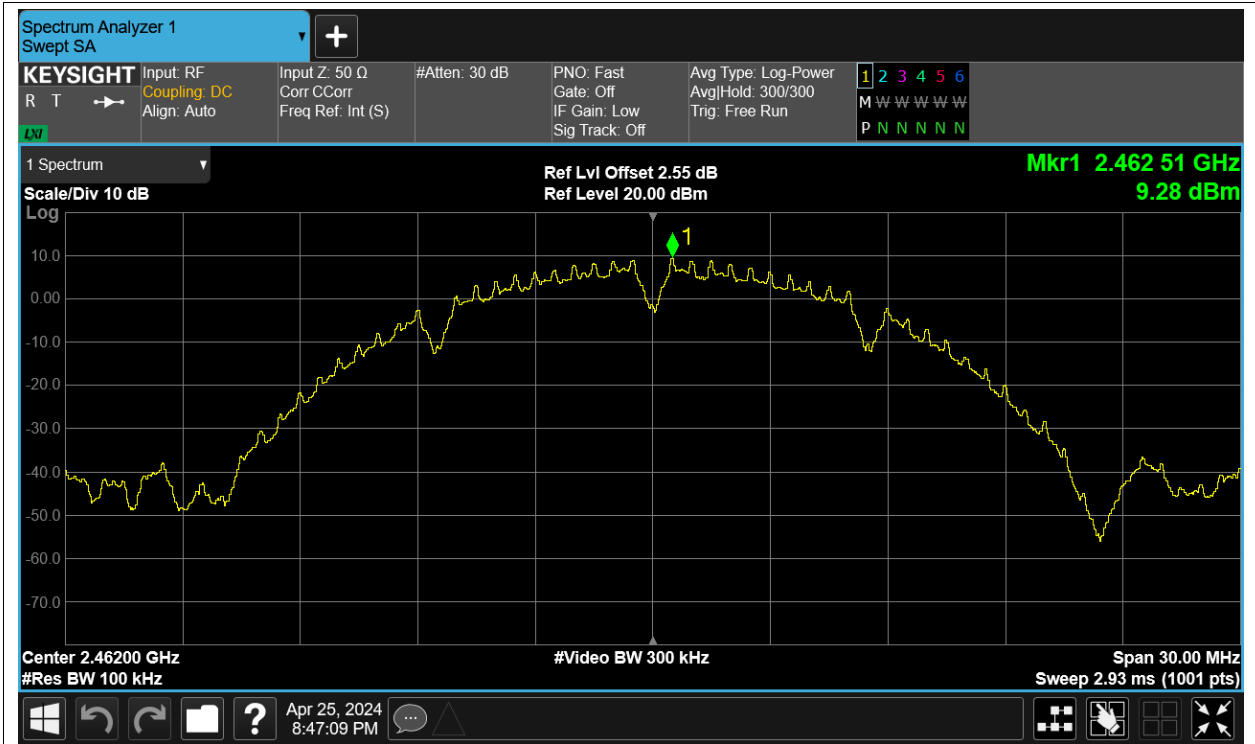 Spectrum Analyzer 1
Swept SA
KEYSIGHT
R T
LXI
Input: RF
Coupling: DC
Align: Auto
Input Z: 50 Ω
Corr CCorr
Freq Ref: Int (S)
#Atten: 30 dB
PNO: Fast
Gate: Off
IF Gain: Low
Sig Track: Off
Avg Type: Log-Power
Avg|Hold: 300/300
Trig: Free Run
1 2 3 4 5 6
M W W W W W
P N N N N N
1 Spectrum
Scale/Div 10 dB
Log
Ref Lvl Offset 2.55 dB
Ref Level 20.00 dBm
Mkr1 2.462 51 GHz
9.28 dBm
1
10.0
0.00
-10.0
-20.0
-30.0
-40.0
-50.0
-60.0
-70.0
Center 2.46200 GHz
#Res BW 100 kHz
#Video BW 300 kHz
Span 30.00 MHz
Sweep 2.93 ms (1001 pts)
?
Apr 25, 2024
8:47:09 PM